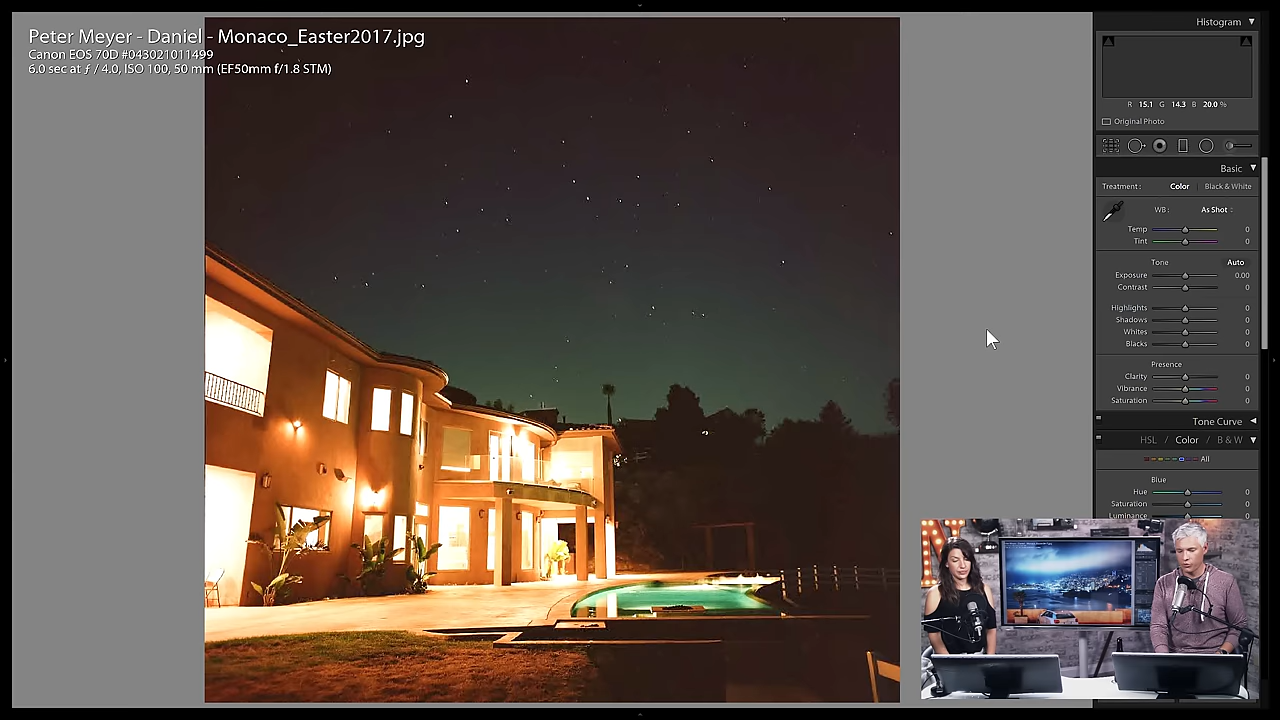 Peter Meyer - Daniel - Monaco_Easter2017.jpg
Canon EOS 70D #043021011499
6.0 sec at ƒ / 4.0, ISO 100, 50 mm (EF50mm f/1.8 STM)
Histogram
R 15.1 G 14.3 B 20.0 %
Original Photo
Basic
Treatment: Color Black & White
WB: As Shot
Temp 0
Tint 0
Tone Auto
Exposure 0.00
Contrast 0
Highlights 0
Shadows 0
Whites 0
Blacks 0
Presence
Clarity 0
Vibrance 0
Saturation 0
Tone Curve
HSL / Color / B & W
All
Blue
Hue 0
Saturation 0
Luminance 0